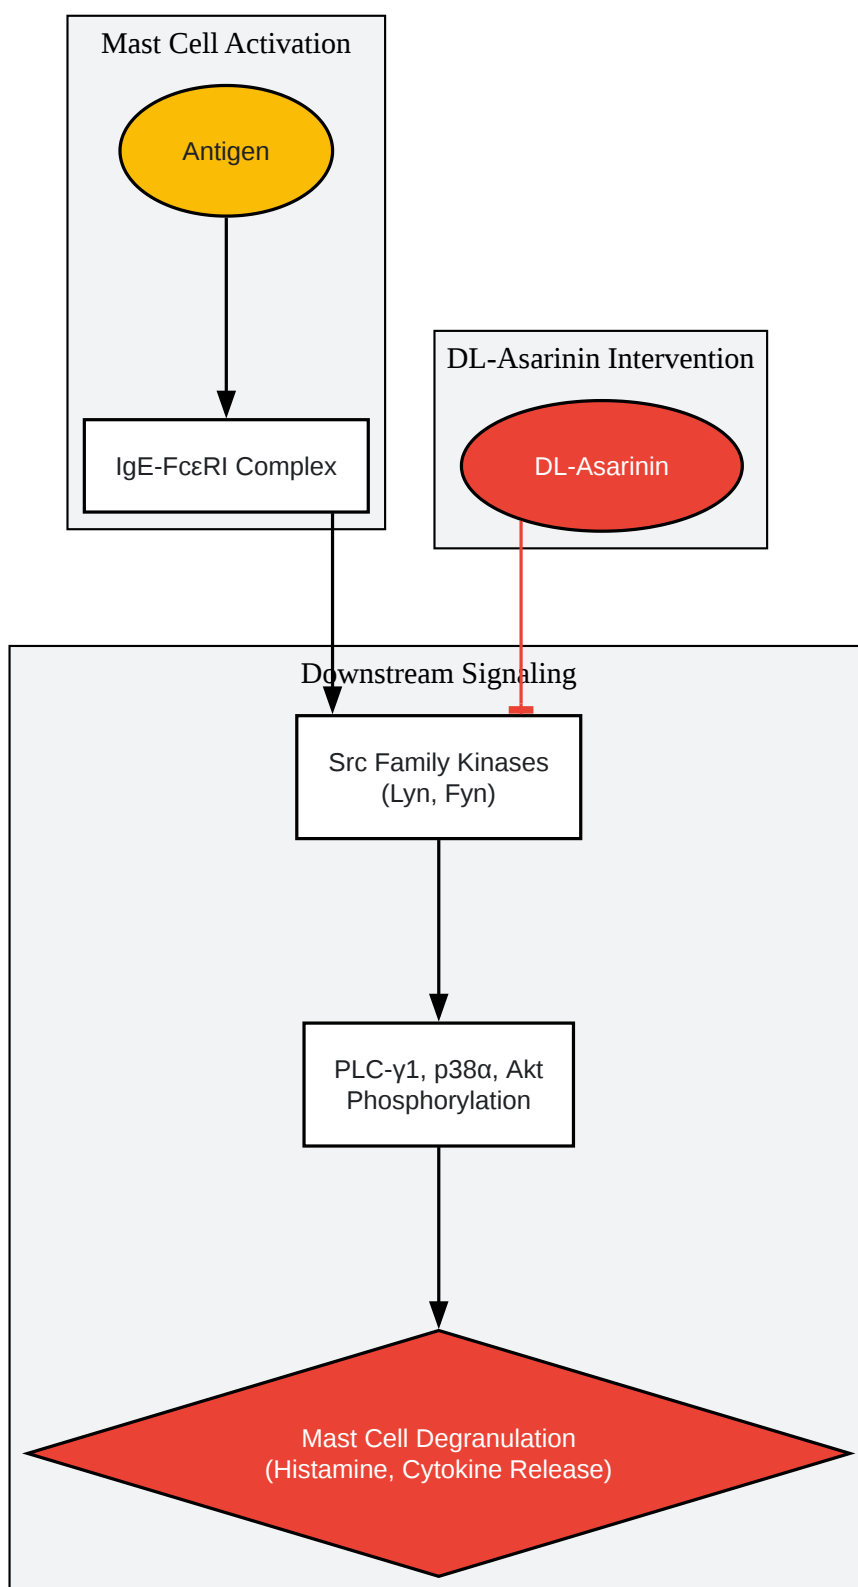 Mast Cell Activation
Antigen
IgE-FcεRI Complex
DL-Asarinin Intervention
DL-Asarinin
Downstream Signaling
Src Family Kinases
(Lyn, Fyn)
PLC-γ1, p38α, Akt
Phosphorylation
Mast Cell Degranulation
(Histamine, Cytokine Release)